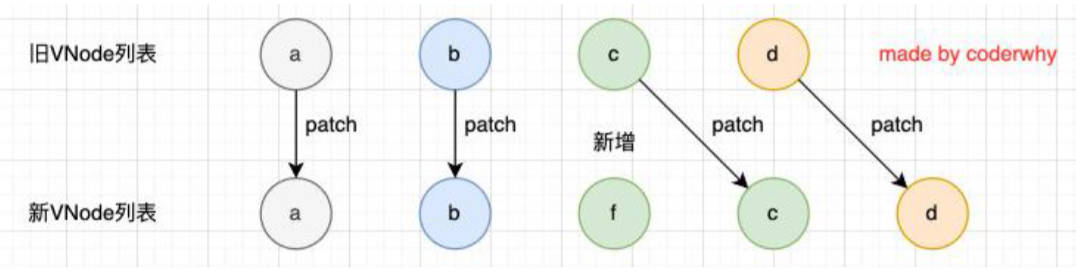 旧VNode列表 a b c d made by coderwhy
patch patch 新增 patch patch
新VNode列表 a b f c d